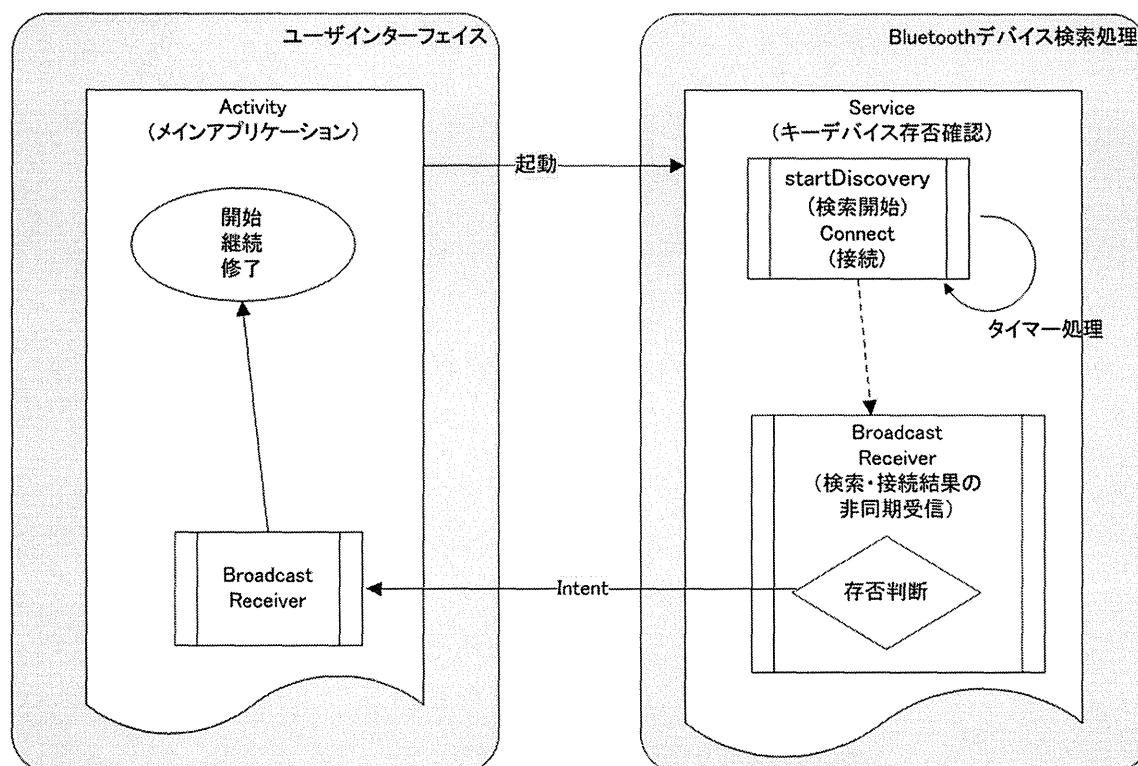 ユーザインターフェイス
Activity
（メインアプリケーション）
開始
継続
修了
Broadcast
Receiver
起動
Intent
Bluetoothデバイス検索処理
Service
（キーデバイス存否確認）
startDiscovery
（検索開始）
Connect
（接続）
タイマー処理
Broadcast
Receiver
（検索・接続結果の
非同期受信）
存否判断